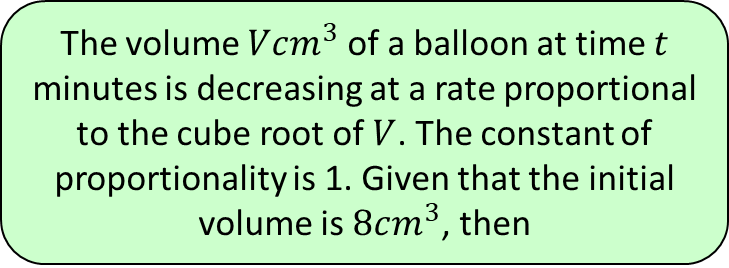 The volume 𝑉𝑐𝑚³ of a balloon at time 𝑡
minutes is decreasing at a rate proportional
to the cube root of 𝑉. The constant of
proportionality is 1. Given that the initial
volume is 8𝑐𝑚³, then